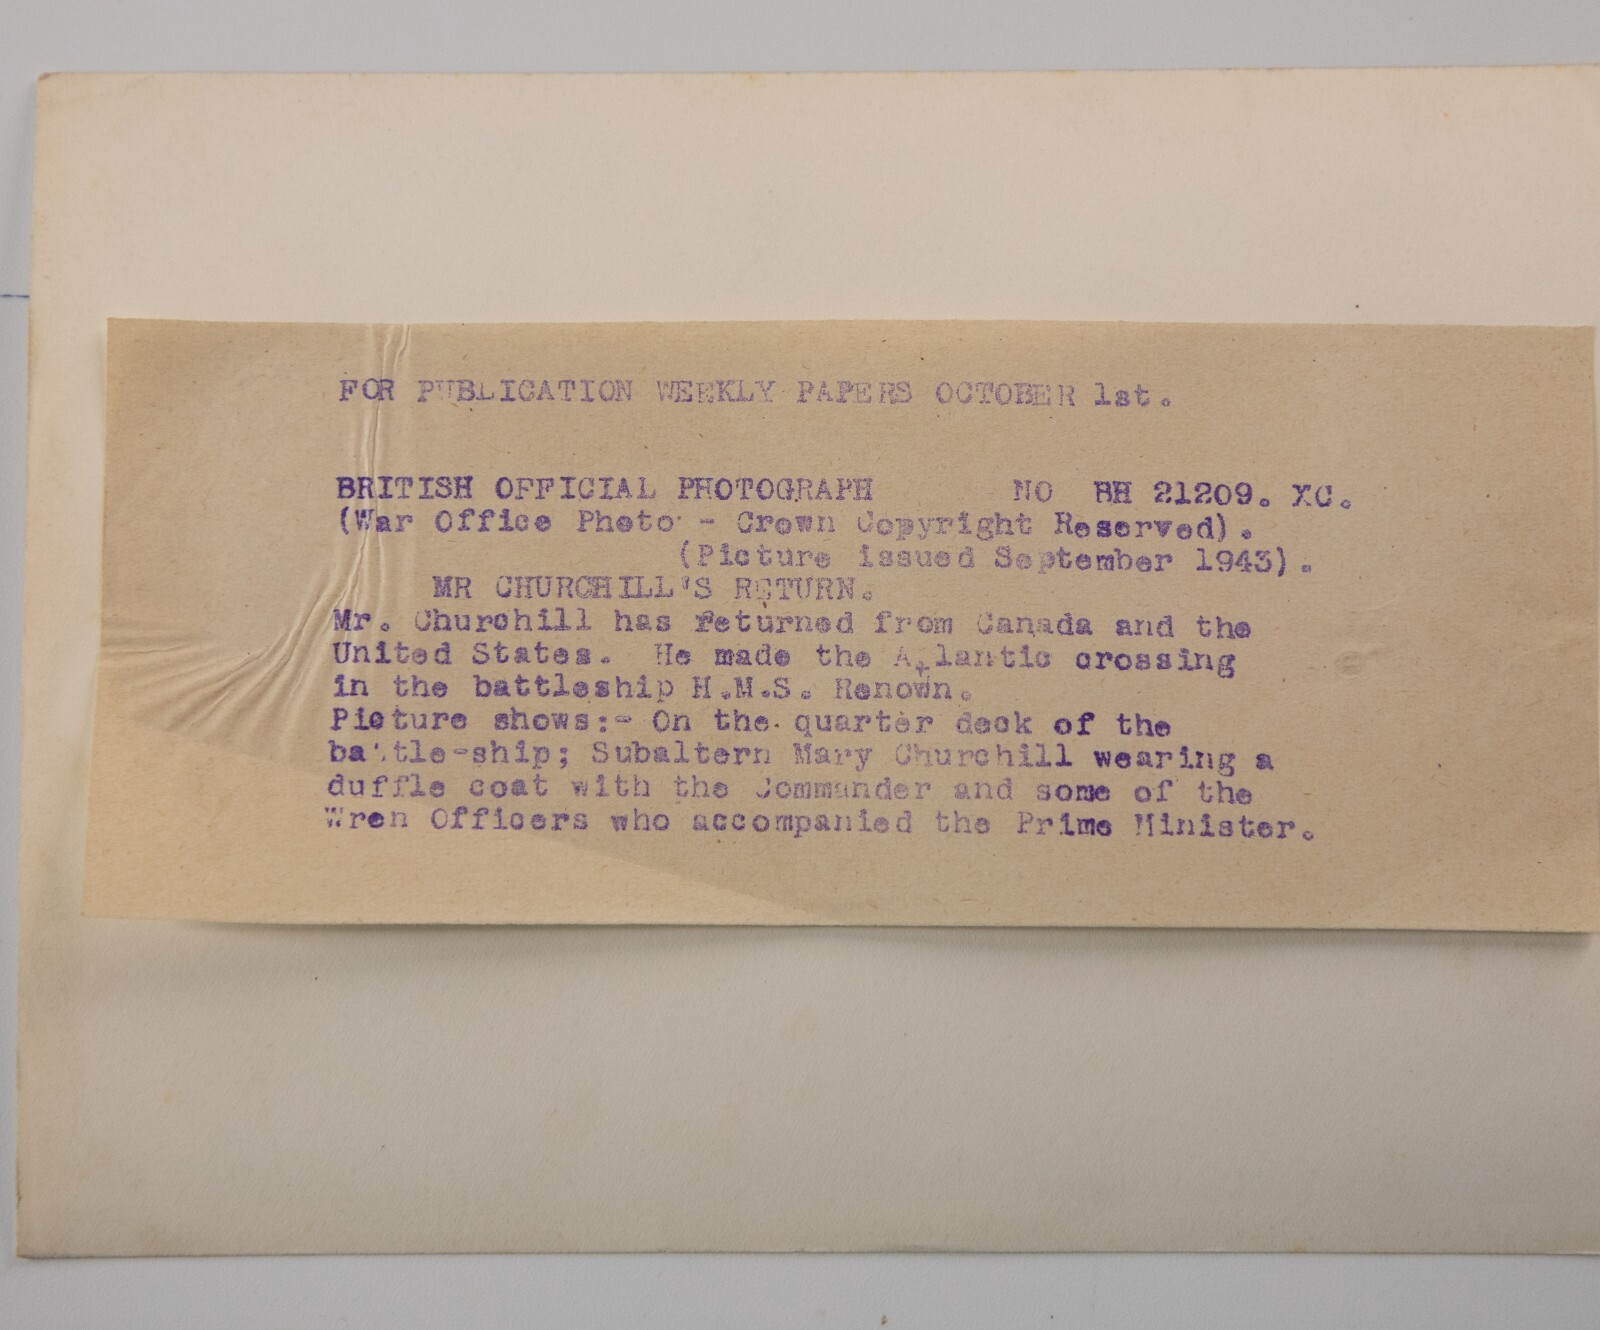 FOR PUBLICATION WEEKLY PAPERS OCTOBER 1st.
BRITISH OFFICIAL PHOTOGRAPH NO BH 21209. XC.
(War Office Photo - Crown Copyright Reserved).
(Picture issued September 1943).
MR CHURCHILL'S RETURN.
Mr. Churchill has returned from Canada and the
United States. He made the Atlantic crossing
in the battleship H.M.S. Renown.
Picture shows:- On the quarter deck of the
battle-ship; Subaltern Mary Churchill wearing a
duffle coat with the Commander and some of the
Wren Officers who accompanied the Prime Minister.